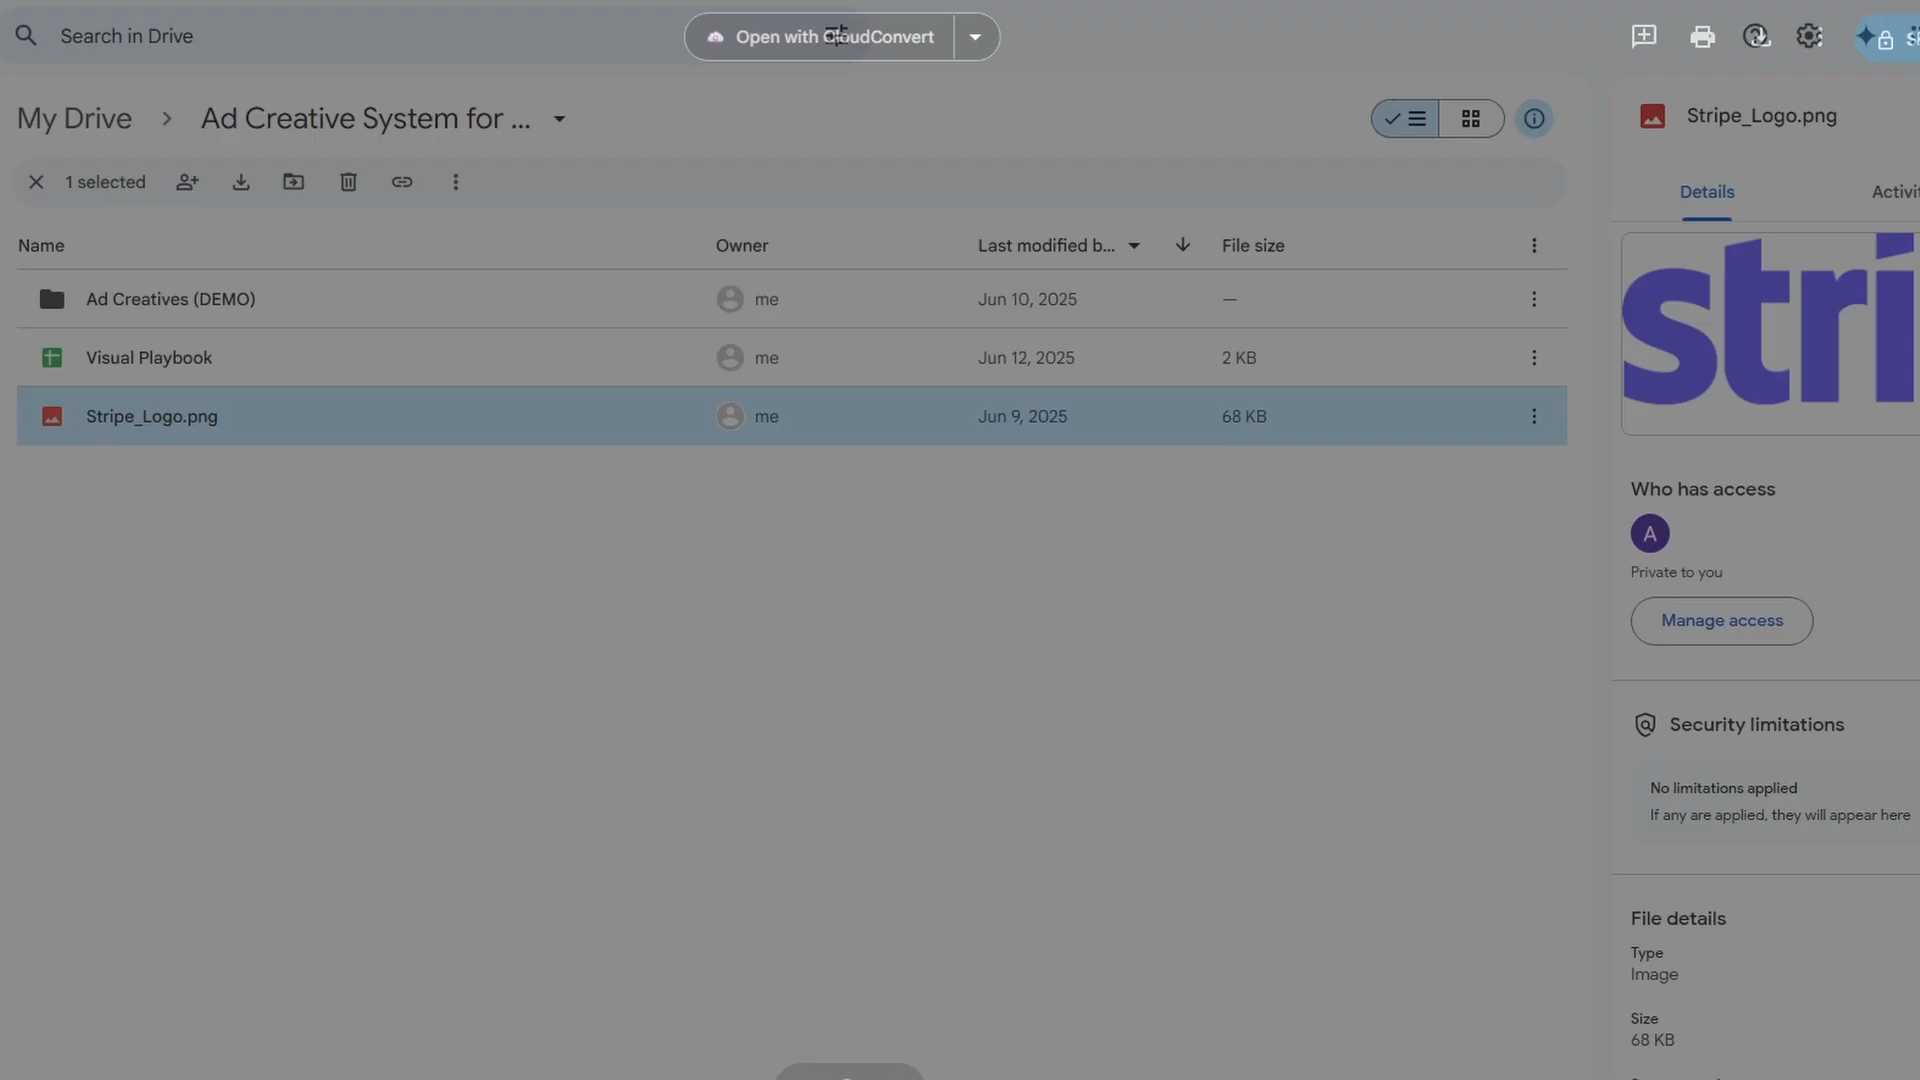 Search in Drive
Open with CloudConvert
My Drive
Ad Creative System for ...
1 selected
Name Owner Last modified b... File size
Ad Creatives (DEMO) me Jun 10, 2025 —
Visual Playbook me Jun 12, 2025 2 KB
Stripe_Logo.png me Jun 9, 2025 68 KB
Stripe_Logo.png
Details Activit
stri
Who has access
A
Private to you
Manage access
Security limitations
No limitations applied
If any are applied, they will appear here
File details
Type
Image
Size
68 KB